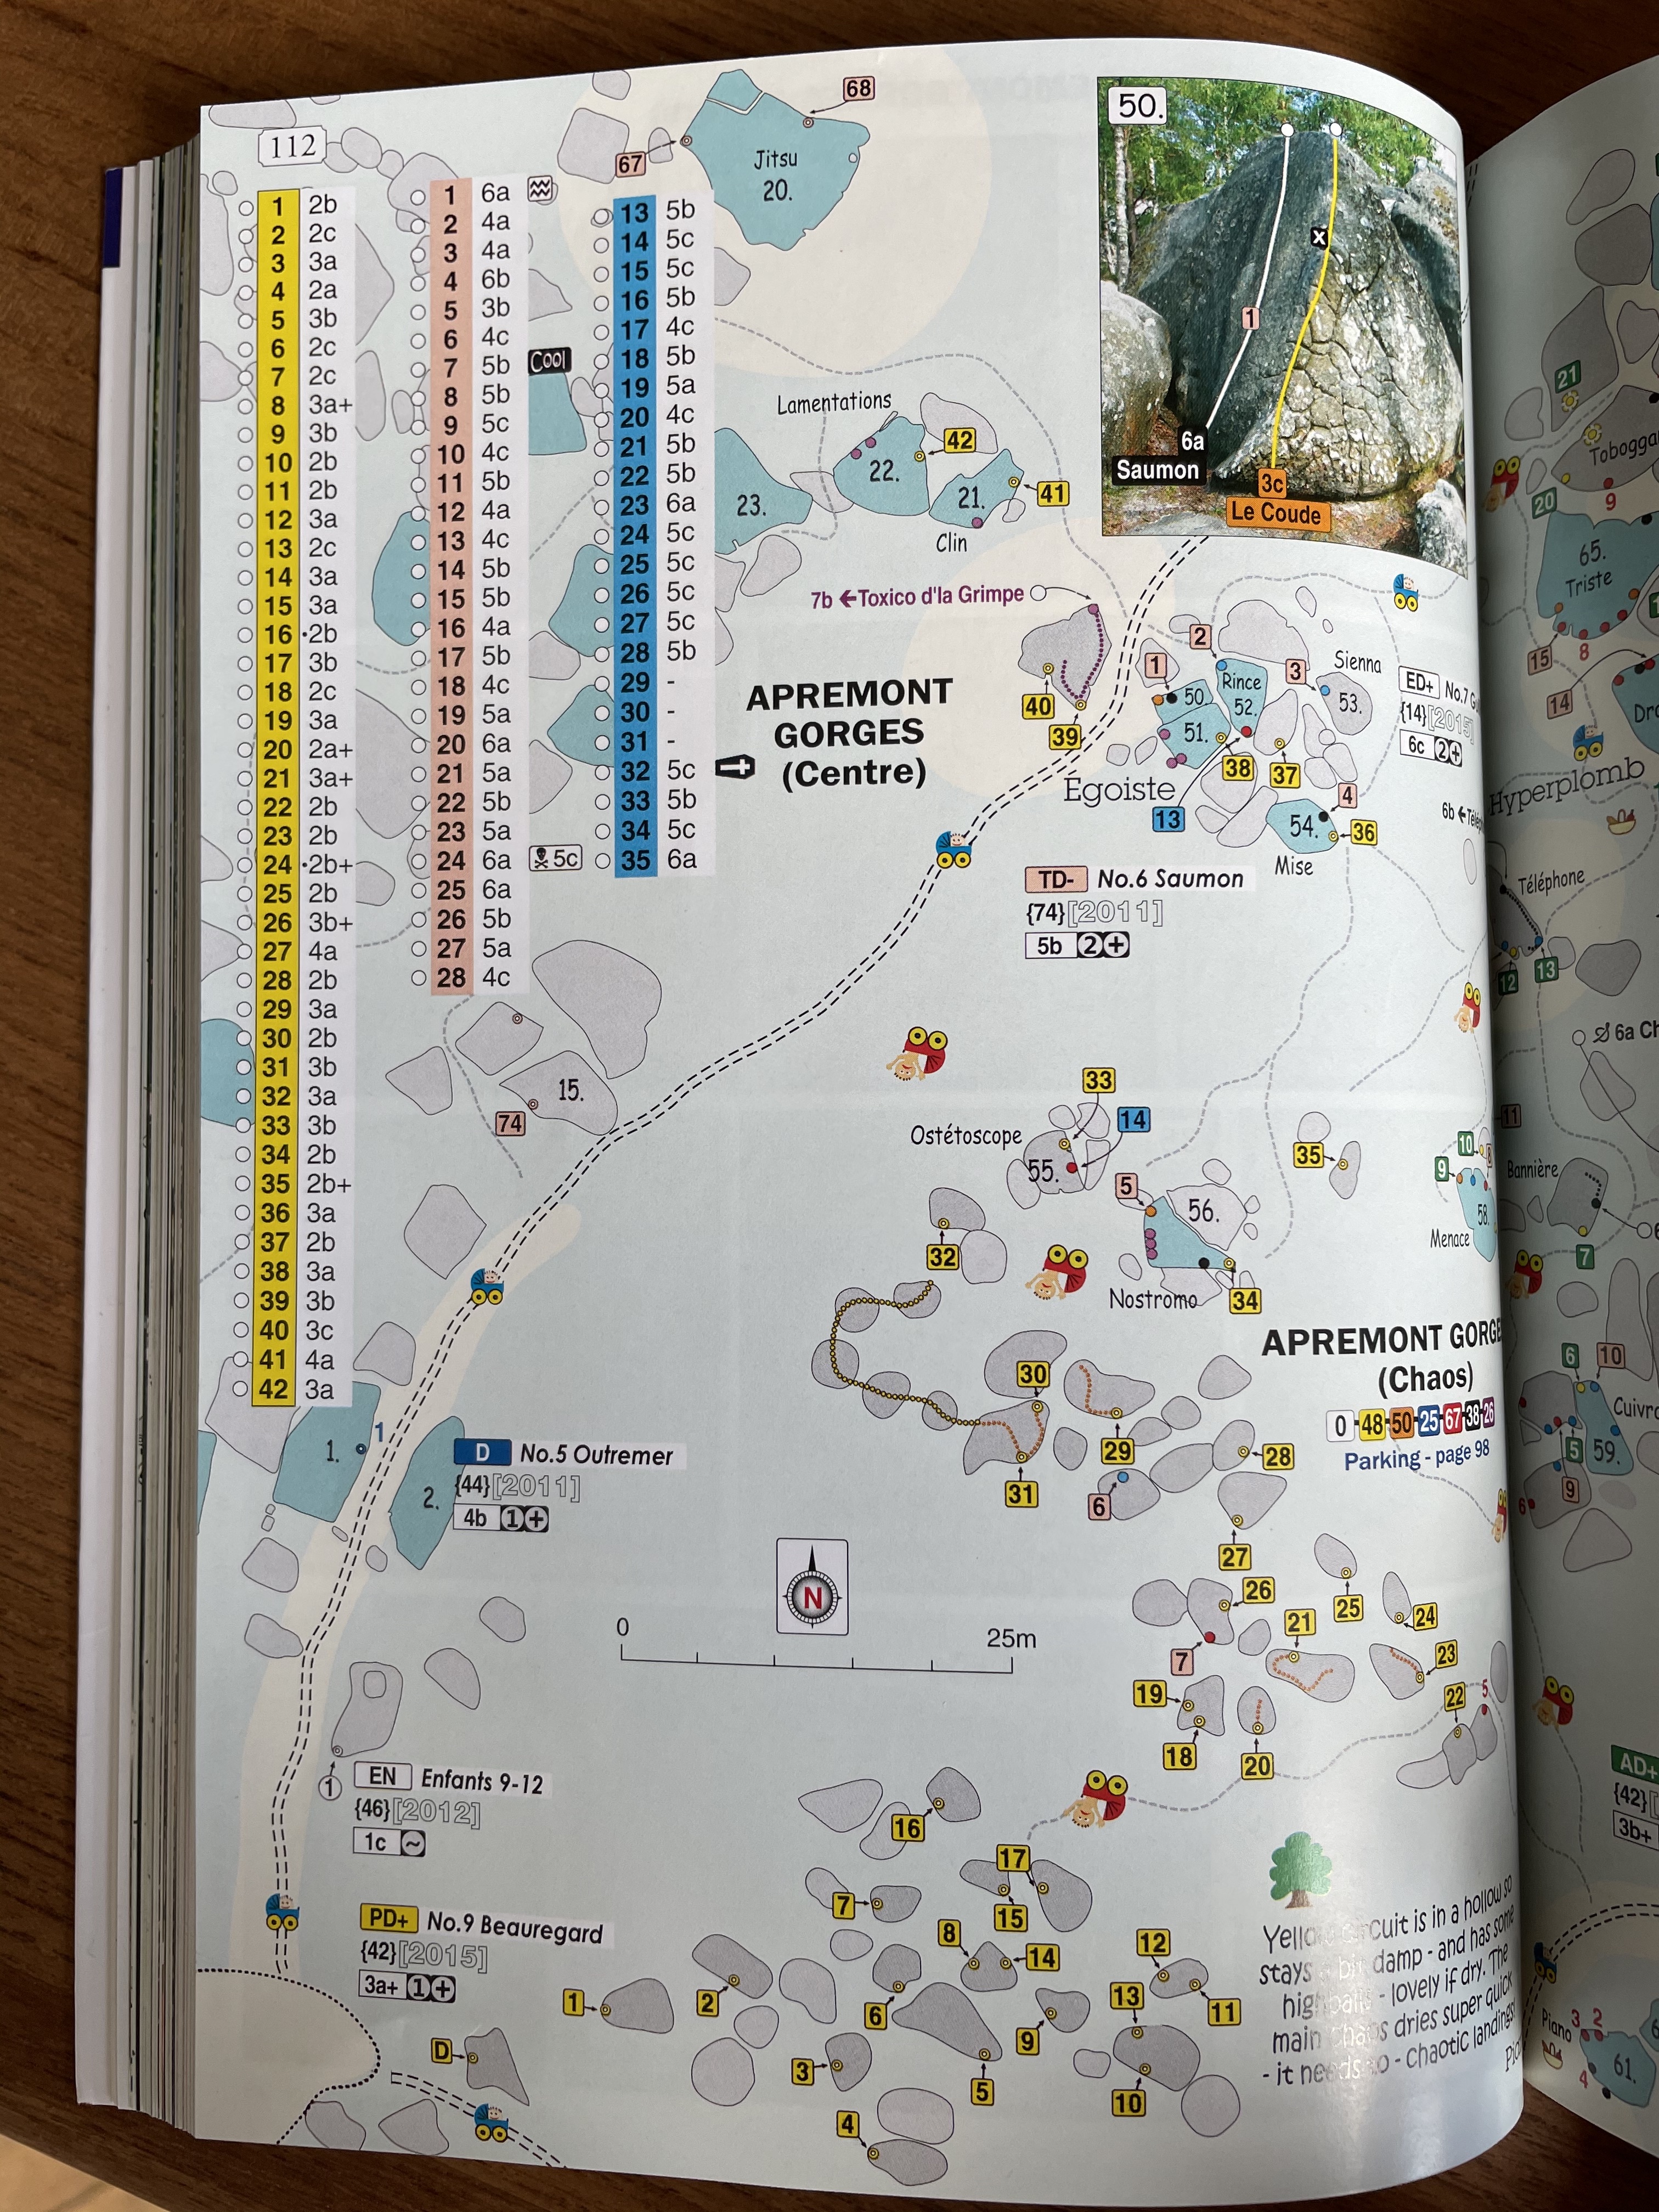 112
1 2b
2 2c
3 3a
4 2a
5 3b
6 2c
7 2c
8 3a+
9 3b
10 2b
11 2b
12 3a
13 2c
14 3a
15 3a
16 •2b
17 3b
18 2c
19 3a
20 2a+
21 3a+
22 2b
23 2b
24 •2b+
25 2b
26 3b+
27 4a
28 2b
29 3a
30 2b
31 3b
32 3a
33 3b
34 2b
35 2b+
36 3a
37 2b
38 3a
39 3b
40 3c
41 4a
42 3a
1 6a
2 4a
3 4a
4 6b
5 3b
6 4c
7 5b Cool
8 5b
9 5c
10 4c
11 5b
12 4a
13 4c
14 5b
15 5b
16 4a
17 5b
18 4c
19 5a
20 6a
21 5a
22 5b
23 5a
24 6a 5c
25 6a
26 5b
27 5a
28 4c
13 5b
14 5c
15 5c
16 5b
17 4c
18 5b
19 5a
20 4c
21 5b
22 5b
23 6a
24 5c
25 5c
26 5c
27 5c
28 5b
29 -
30 -
31 -
32 5c
33 5b
34 5c
35 6a
68
67
Jitsu
20.
50.
x
1
6a
Saumon
3c
Le Coude
Lamentations
42
22.
23.
21.
41
Clin
7b ←Toxico d'la Grimpe
APREMONT
GORGES
(Centre)
40
39
1
2
3
Sienna
Rince
50.
52.
53.
51.
38
37
Égoiste
13
4
54.
36
Mise
ED+ No.7
{14}[2015]
6c 2+
TD- No.6 Saumon
{74}[2011]
5b 2+
15.
74
33
14
Ostétoscope
55.
35
5
56.
32
Nostromo
34
10
9
58.
Menace
APREMONT GORGE
(Chaos)
0 48 50 25 67 38 26
Parking - page 98
30
29
28
31
6
27
1.
1
2.
D No.5 Outremer
{44}[2011]
4b 1+
N
0 25m
26
25
24
21
23
7
22
5
19
18
20
1
EN Enfants 9-12
{46}[2012]
1c ~
16
17
7
15
8
14
12
PD+ No.9 Beauregard
{42}[2015]
3a+ 1+
1
2
6
9
13
11
D
3
5
10
4
circuit is in a hollow so
stays a bit damp - and has some
highballs - lovely if dry. The
main Chaos dries super quick
- it needs to - chaotic landings!
21
20
9
65.
Triste
15
8
14
Hyperplomb
6b
Téléphone
12
13
6a
11
Bannière
7
6
10
5
59.
9
6
AD+
{42}
3b+
Piano
3
2
4
61.